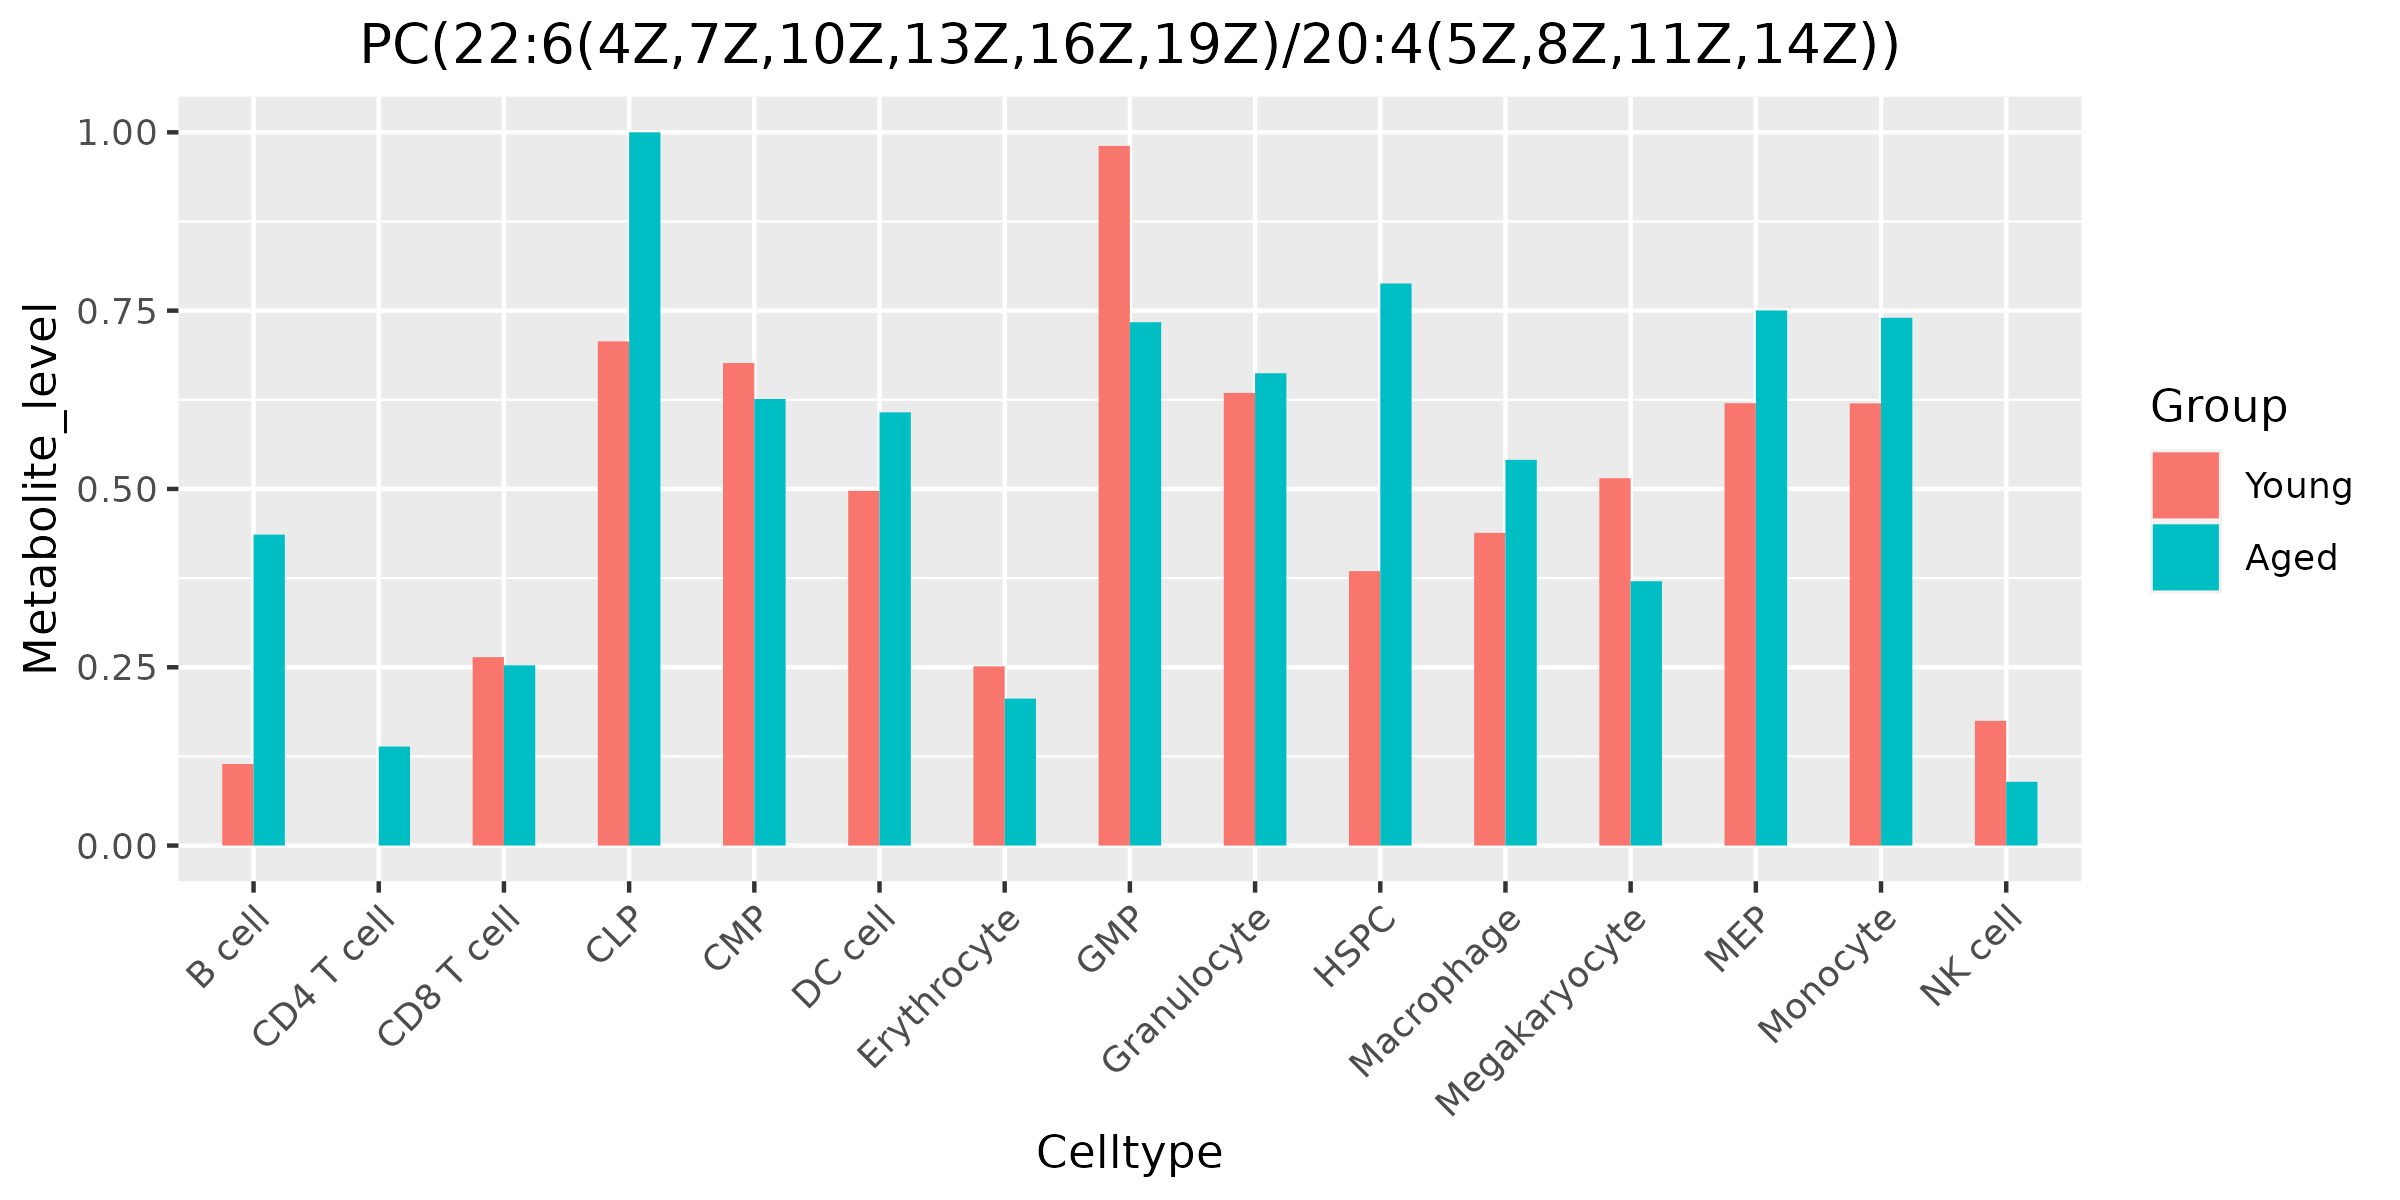 PC(22:6(4Z,7Z,10Z,13Z,16Z,19Z)/20:4(5Z,8Z,11Z,14Z))
Metabolite_level
1.00
0.75
0.50
0.25
0.00
B cell
CD4 T cell
CD8 T cell
CLP
CMP
DC cell
Erythrocyte
GMP
Granulocyte
HSPC
Macrophage
Megakaryocyte
MEP
Monocyte
NK cell
Celltype
Group
Young
Aged